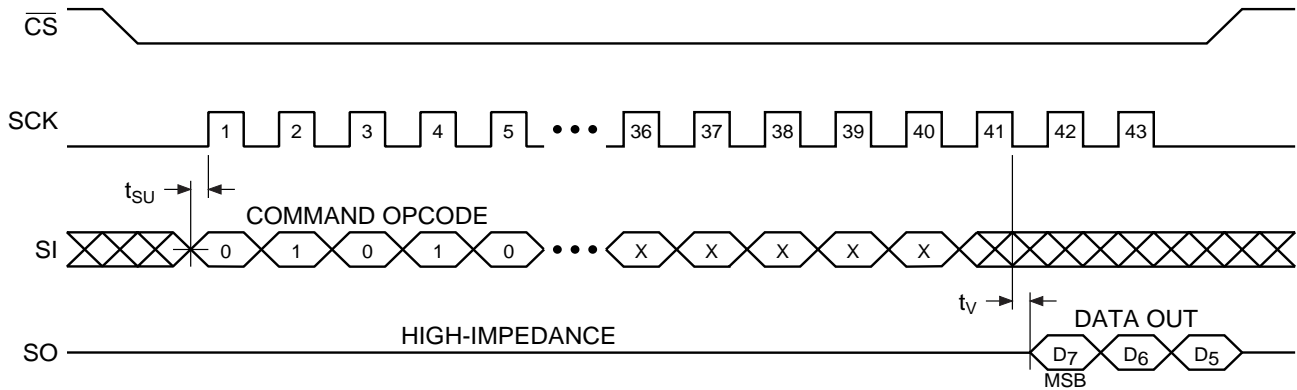 CS
SCK 1 2 3 4 5 ••• 36 37 38 39 40 41 42 43
tSU
COMMAND OPCODE
SI 0 1 0 1 0 ••• X X X X X
tV
HIGH-IMPEDANCE DATA OUT
SO D7 D6 D5
MSB